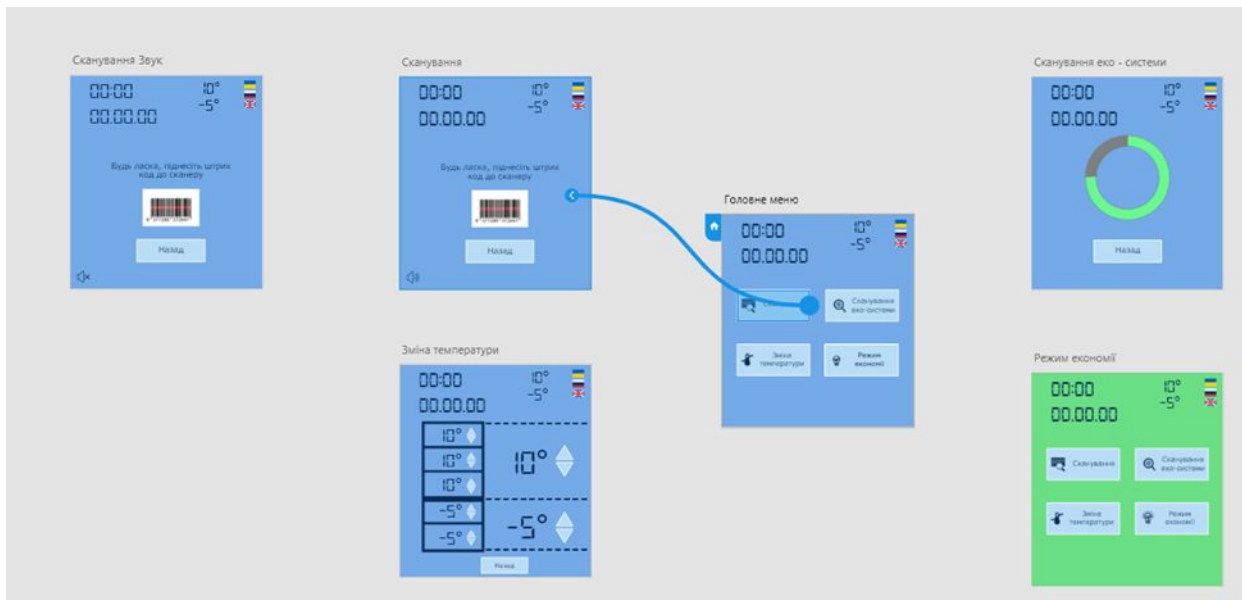 Сканування Звук
00:00
10°
-5°
00.00.00
Будь ласка, піднесіть штрих
код до сканеру
Назад
Сканування
00:00
10°
-5°
00.00.00
Будь ласка, піднесіть штрих
код до сканеру
Назад
Зміна температури
00:00
10°
-5°
00.00.00
10°
10°
10°
10°
-5°
-5°
-5°
Назад
Головне меню
00:00
10°
-5°
00.00.00
Сканування
еко-системи
Зміна
температури
Режим
економії
Сканування еко - системи
00:00
10°
-5°
00.00.00
Назад
Режим економії
00:00
10°
-5°
00.00.00
Сканування
Сканування
еко-системи
Зміна
температури
Режим
економії